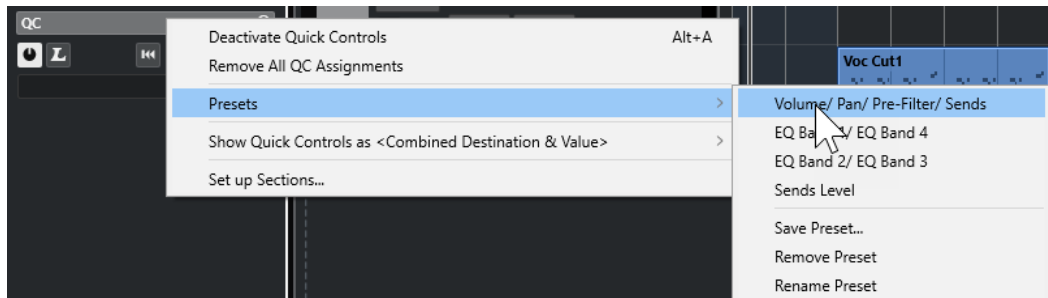 QC
L
Deactivate Quick Controls Alt+A
Remove All QC Assignments
Presets
Show Quick Controls as <Combined Destination & Value>
Set up Sections...
Voc Cut1
Volume/ Pan/ Pre-Filter/ Sends
EQ / EQ Band 4
EQ Band 2/ EQ Band 3
Sends Level
Save Preset...
Remove Preset
Rename Preset